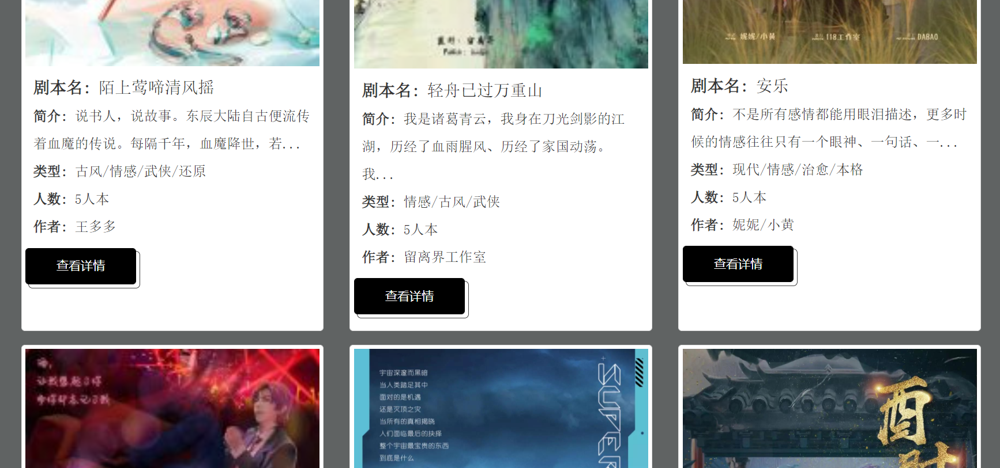 妮妮/小黄
118工作室
DABAO
剧本名：陌上莺啼清风摇
简介：说书人，说故事。东辰大陆自古便流传
着血魔的传说。每隔千年，血魔降世，若...
类型：古风/情感/武侠/还原
人数：5人本
作者：王多多
查看详情
剧本名：轻舟已过万重山
简介：我是诸葛青云，我身在刀光剑影的江
湖，历经了血雨腥风、历经了家国动荡。
我...
类型：情感/古风/武侠
人数：5人本
作者：留离界工作室
查看详情
剧本名：安乐
简介：不是所有感情都能用眼泪描述，更多时
候的情感往往只有一个眼神、一句话、一...
类型：现代/情感/治愈/本格
人数：5人本
作者：妮妮/小黄
查看详情
宇宙深邃而黑暗
当人类踏足其中
面对的是机遇
还是灭顶之灾
当所有的真相揭晓
人们面临最后的抉择
整个宇宙最宝贵的东西
到底是什么
SUPER
酉
时